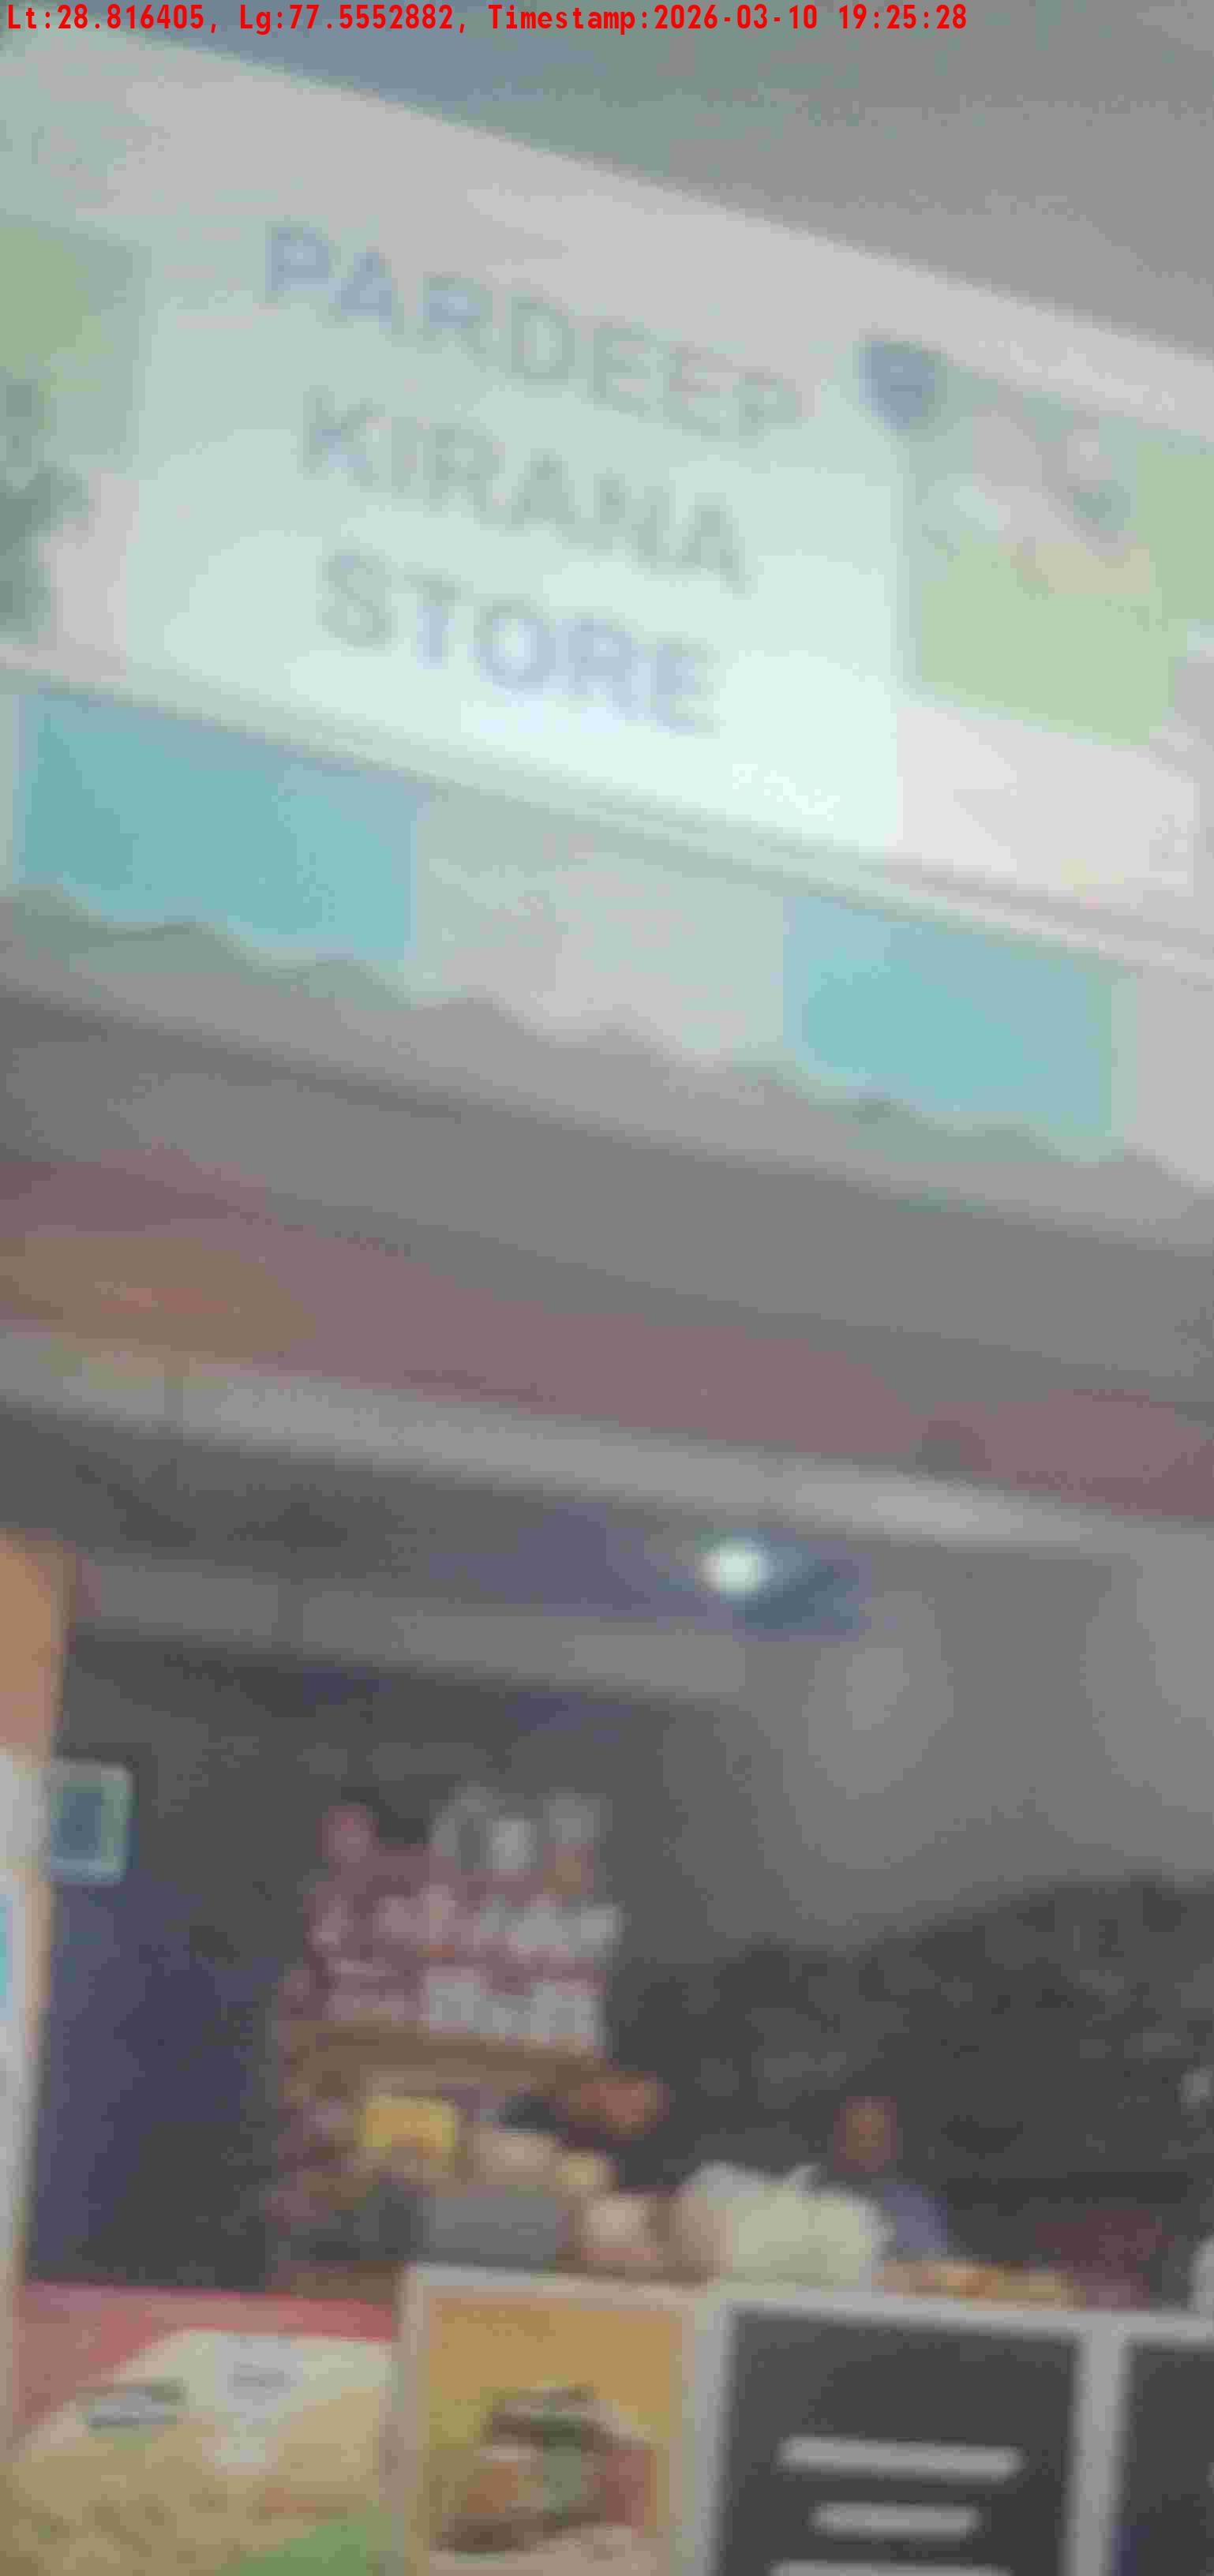 Lt:28.816405, Lg:77.5552882, Timestamp:2026-03-10 19:25:28
PARDEEP
KIRANA
STORE